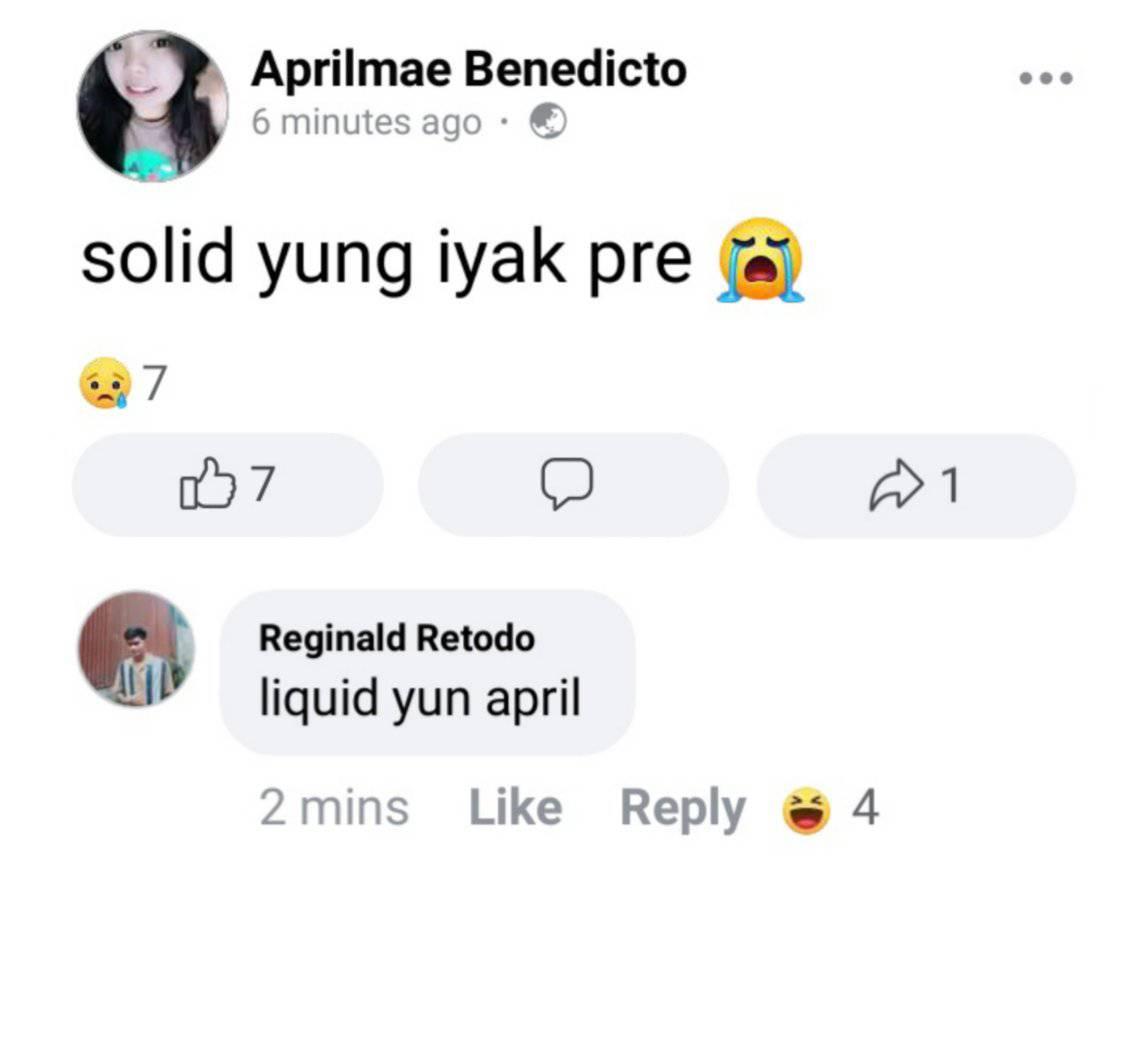 Aprilmae Benedicto
6 minutes ago ·
solid yung iyak pre 😭
😢 7
7
1
Reginald Retodo
liquid yun april
2 mins Like Reply 😆 4